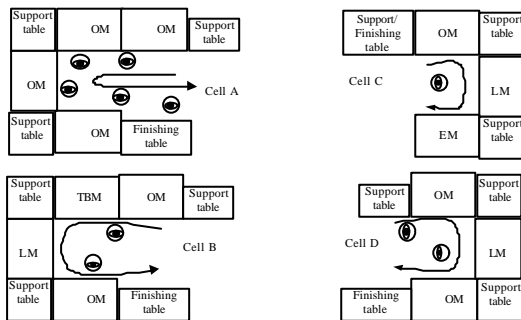 Support
table
OM
OM
Support
table
OM
Cell A
Support
table
OM
Finishing
table
Support/
Finishing
table
OM
Support
table
Cell C
LM
EM
Support
table
Support
table
TBM
OM
Support
table
LM
Cell B
Support
table
OM
Finishing
table
Support
table
OM
Support
table
Cell D
LM
Finishing
table
OM
Support
table